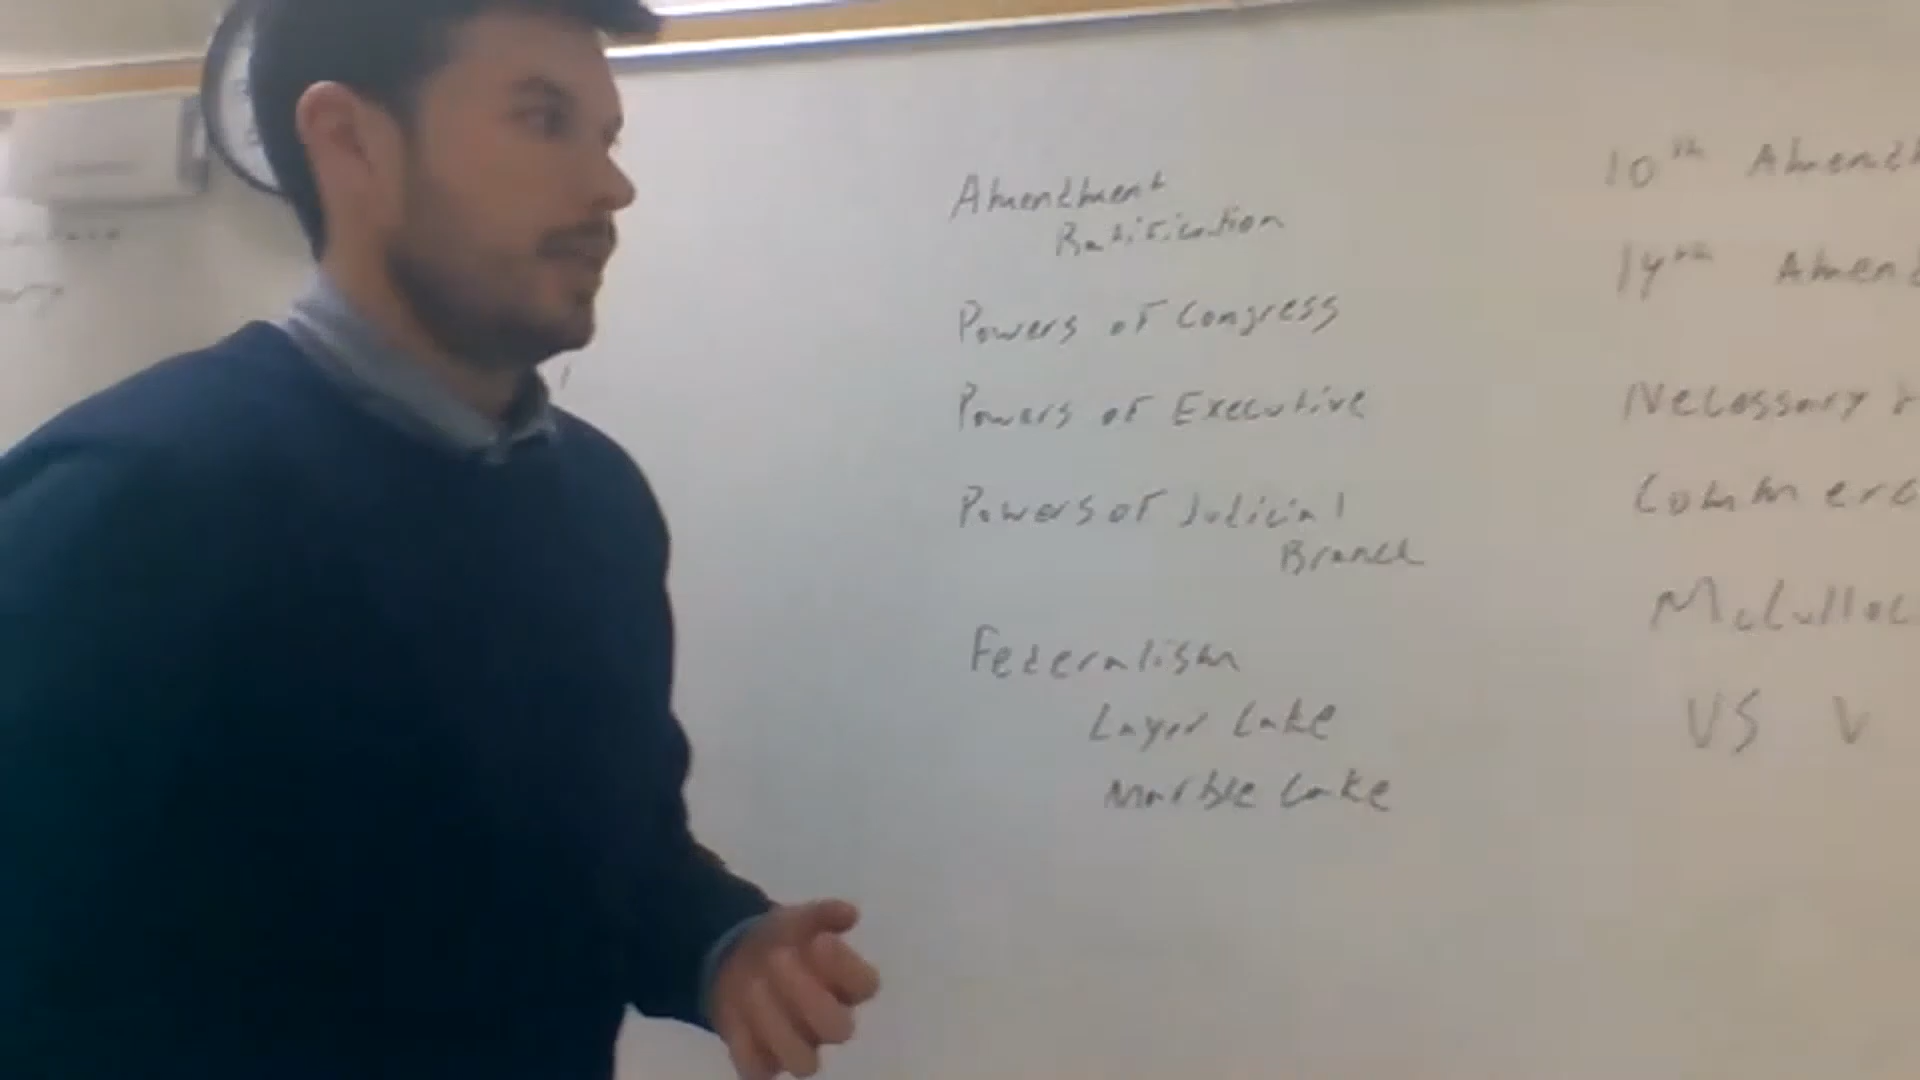 Amendment
Ratification
Powers of Congress
Powers of Executive
Powers of Judicial
Branch
Federalism
Layer Cake
Marble Cake
10th Amendm
14th Amend
Necessary &
Commerc
McCulloc
US V